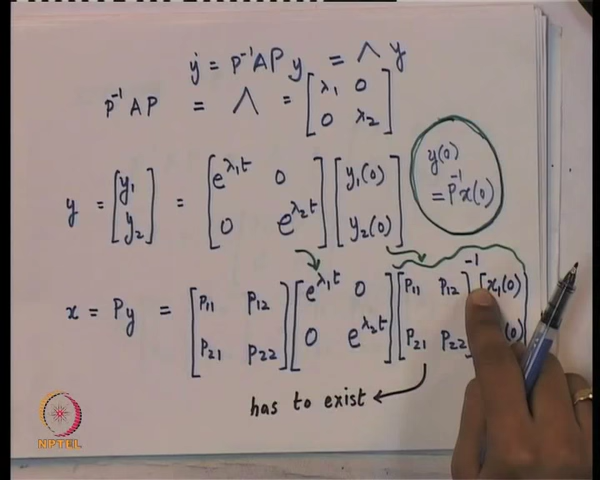 ẏ = P⁻¹AP y = Λ y
P⁻¹AP = Λ = [λ₁ 0
0 λ₂]
y = [y₁ y₂] = [e^λ₁t 0
0 e^λ₂t] [y₁(0)
y₂(0)]
y(0)
= P⁻¹x(0)
x = Py = [P₁₁ P₁₂
P₂₁ P₂₂] [e^λ₁t 0
0 e^λ₂t] [P₁₁ P₁₂
P₂₁ P₂₂]⁻¹ [x₁(0)
(0)
has to exist
NPTEL